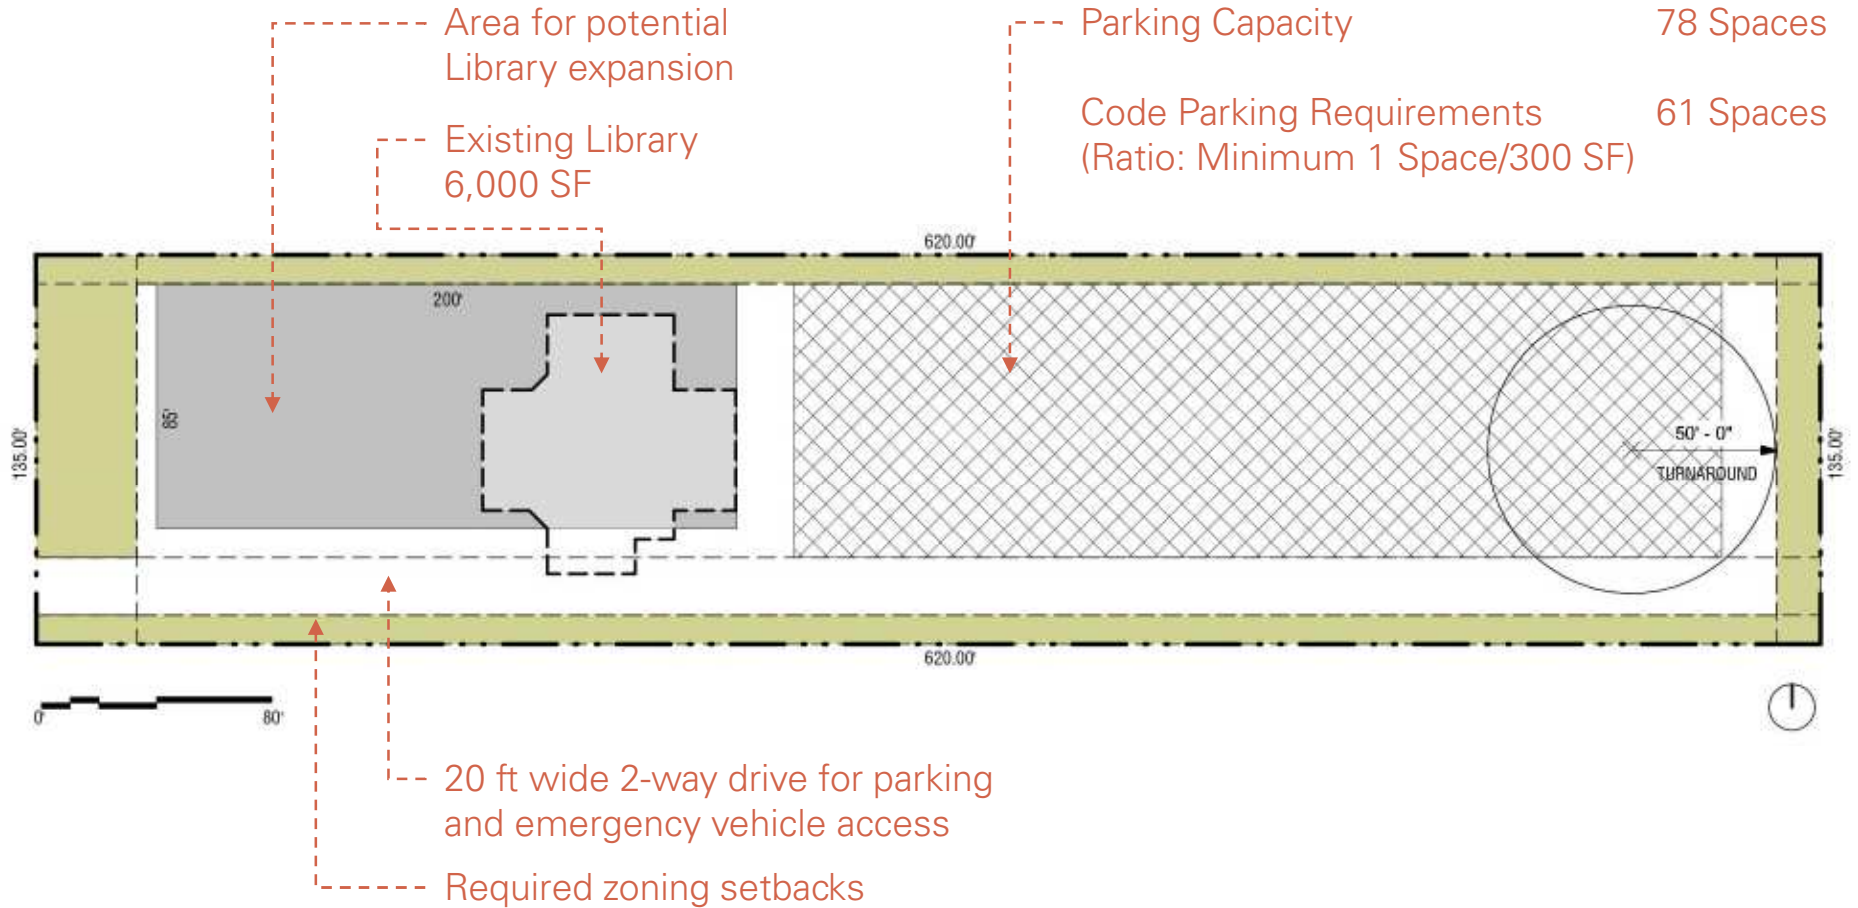 Area for potential
Library expansion
Existing Library
6,000 SF
Parking Capacity 78 Spaces
Code Parking Requirements 61 Spaces
(Ratio: Minimum 1 Space/300 SF)
620.00'
200'
85'
135.00'
50' - 0"
TURNAROUND
135.00'
620.00'
0' 80'
20 ft wide 2-way drive for parking
and emergency vehicle access
Required zoning setbacks